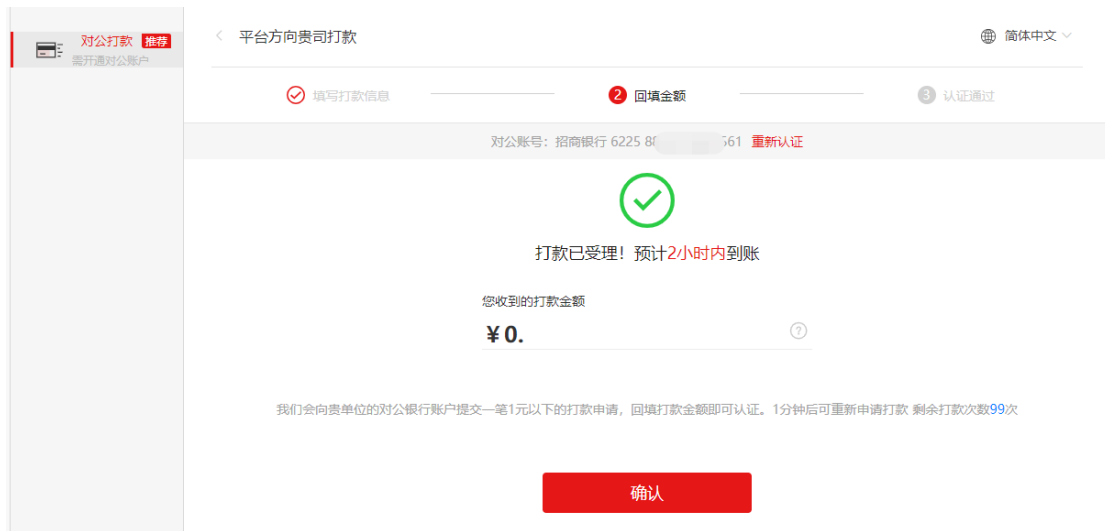 对公打款 推荐
需开通对公账户
平台方向贵司打款
简体中文
填写打款信息
2 回填金额
3 认证通过
对公账号：招商银行 6225 88 561 重新认证
打款已受理！预计2小时内到账
您收到的打款金额
¥0.
?
我们会向贵单位的对公银行账户提交一笔1元以下的打款申请，回填打款金额即可认证。1分钟后可重新申请打款 剩余打款次数99次
确认